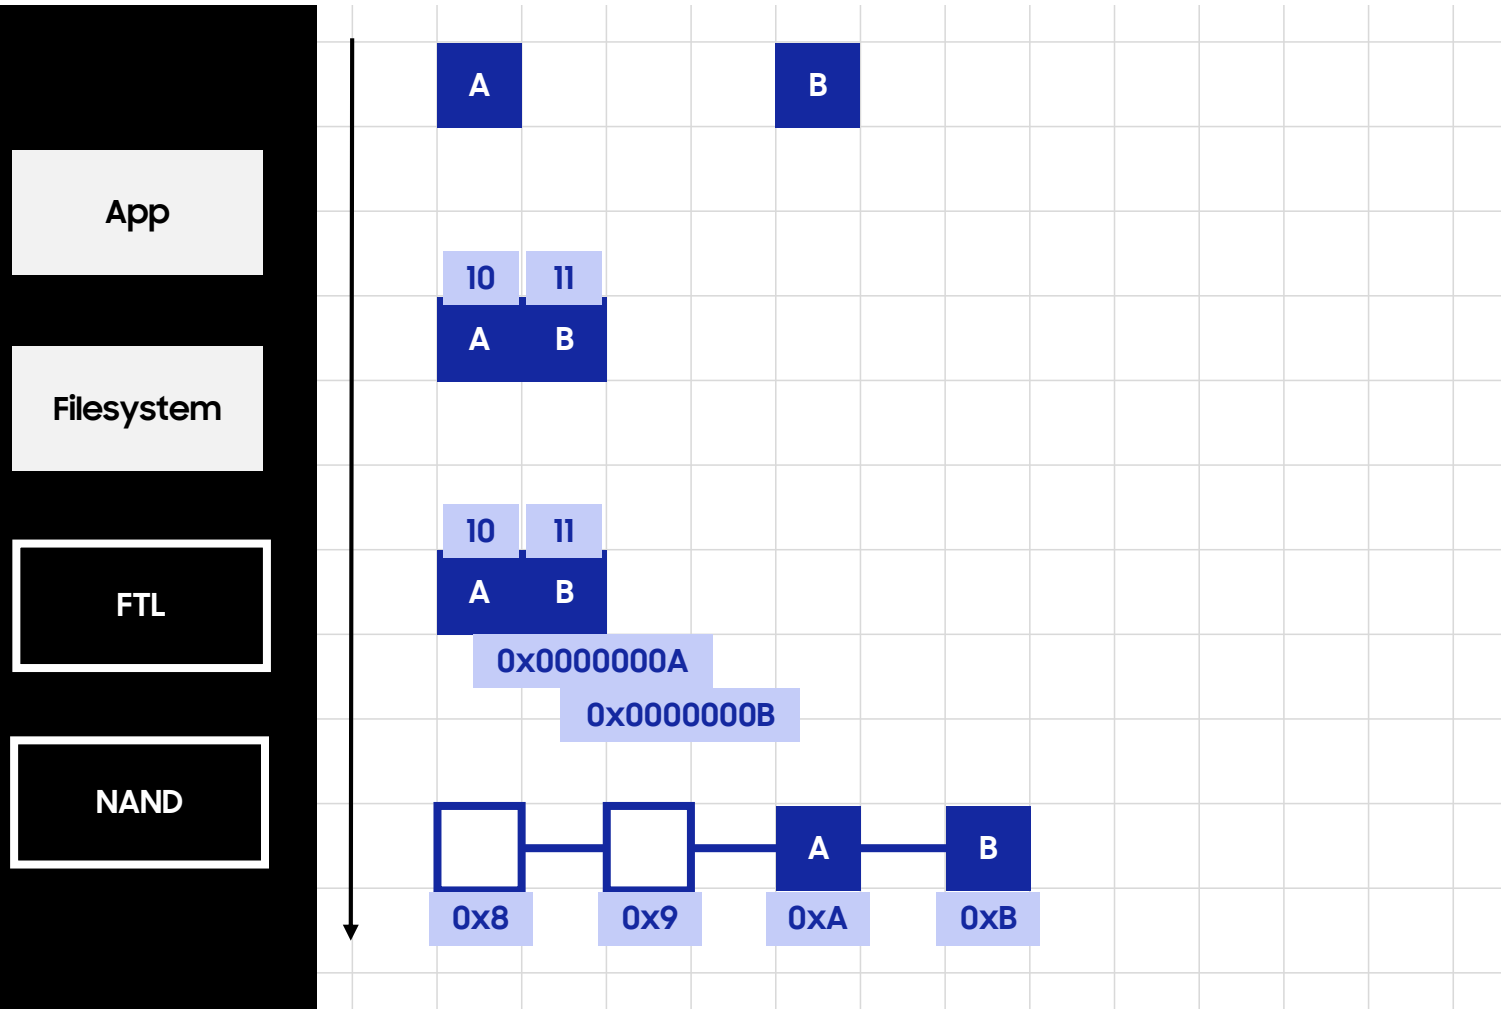 A
B
App
10
11
A
B
Filesystem
10
11
A
B
FTL
0x0000000A
0x0000000B
NAND
A
B
0x8
0x9
0xA
0xB